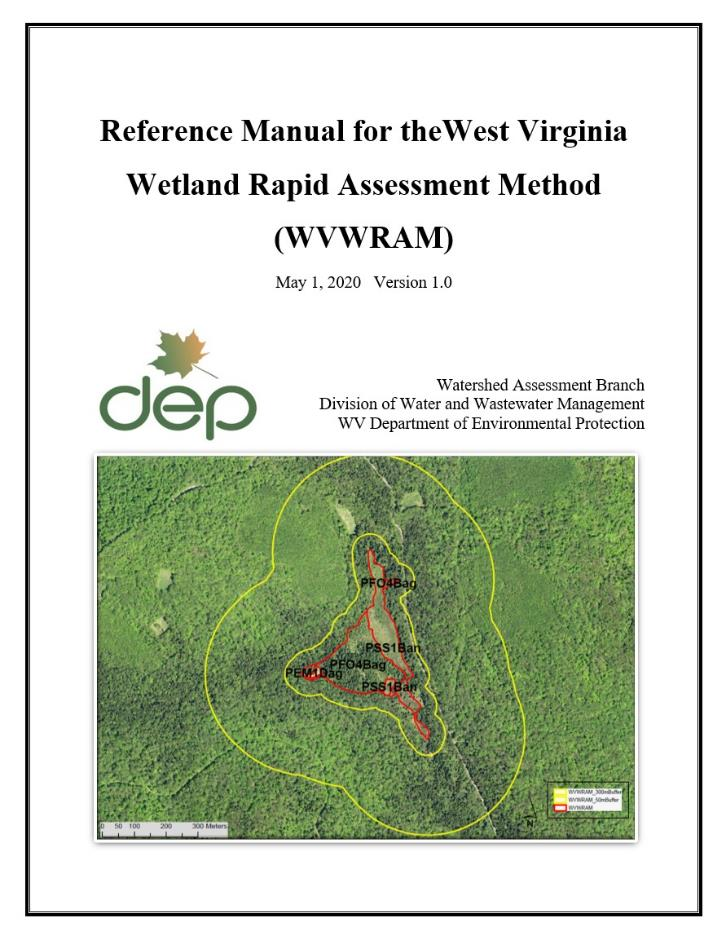 Reference Manual for theWest Virginia
Wetland Rapid Assessment Method
(WVWRAM)
May 1, 2020 Version 1.0
dep
Watershed Assessment Branch
Division of Water and Wastewater Management
WV Department of Environmental Protection
PFO4Bag
PSS1Ban
PFO4Bag
PEM1Dag
PSS1Ban
WVWRAM_300mBuffer
WVWRAM_50mBuffer
WVWRAM
N
0 50 100 200 300 Meters